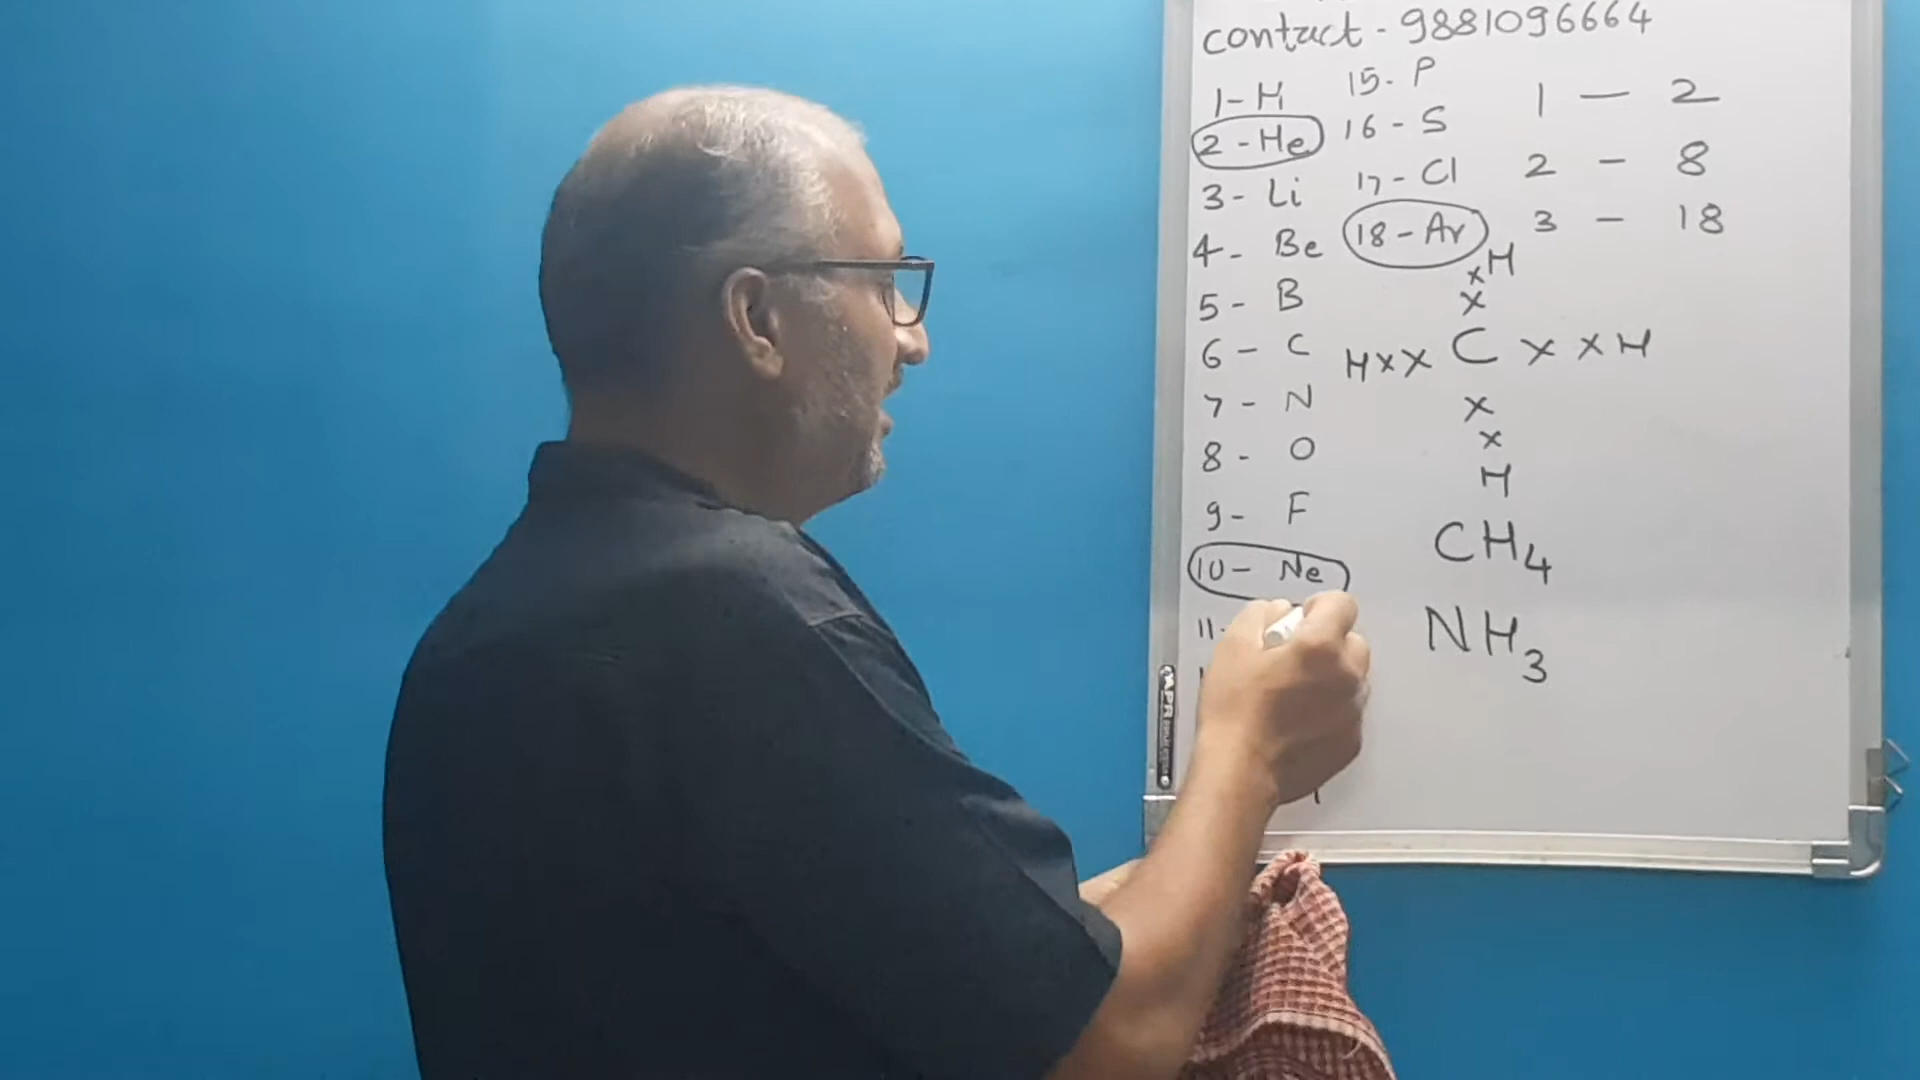 contact - 9881096664
1 - H
2 - He
3 - Li
4 - Be
5 - B
6 - C
7 - N
8 - O
9 - F
10 - Ne
11 -
15 - P
16 - S
17 - Cl
18 - Ar
1 — 2
2 - 8
3 - 18
x H
x
H x x C x x H
x
x
H
CH4
NH3